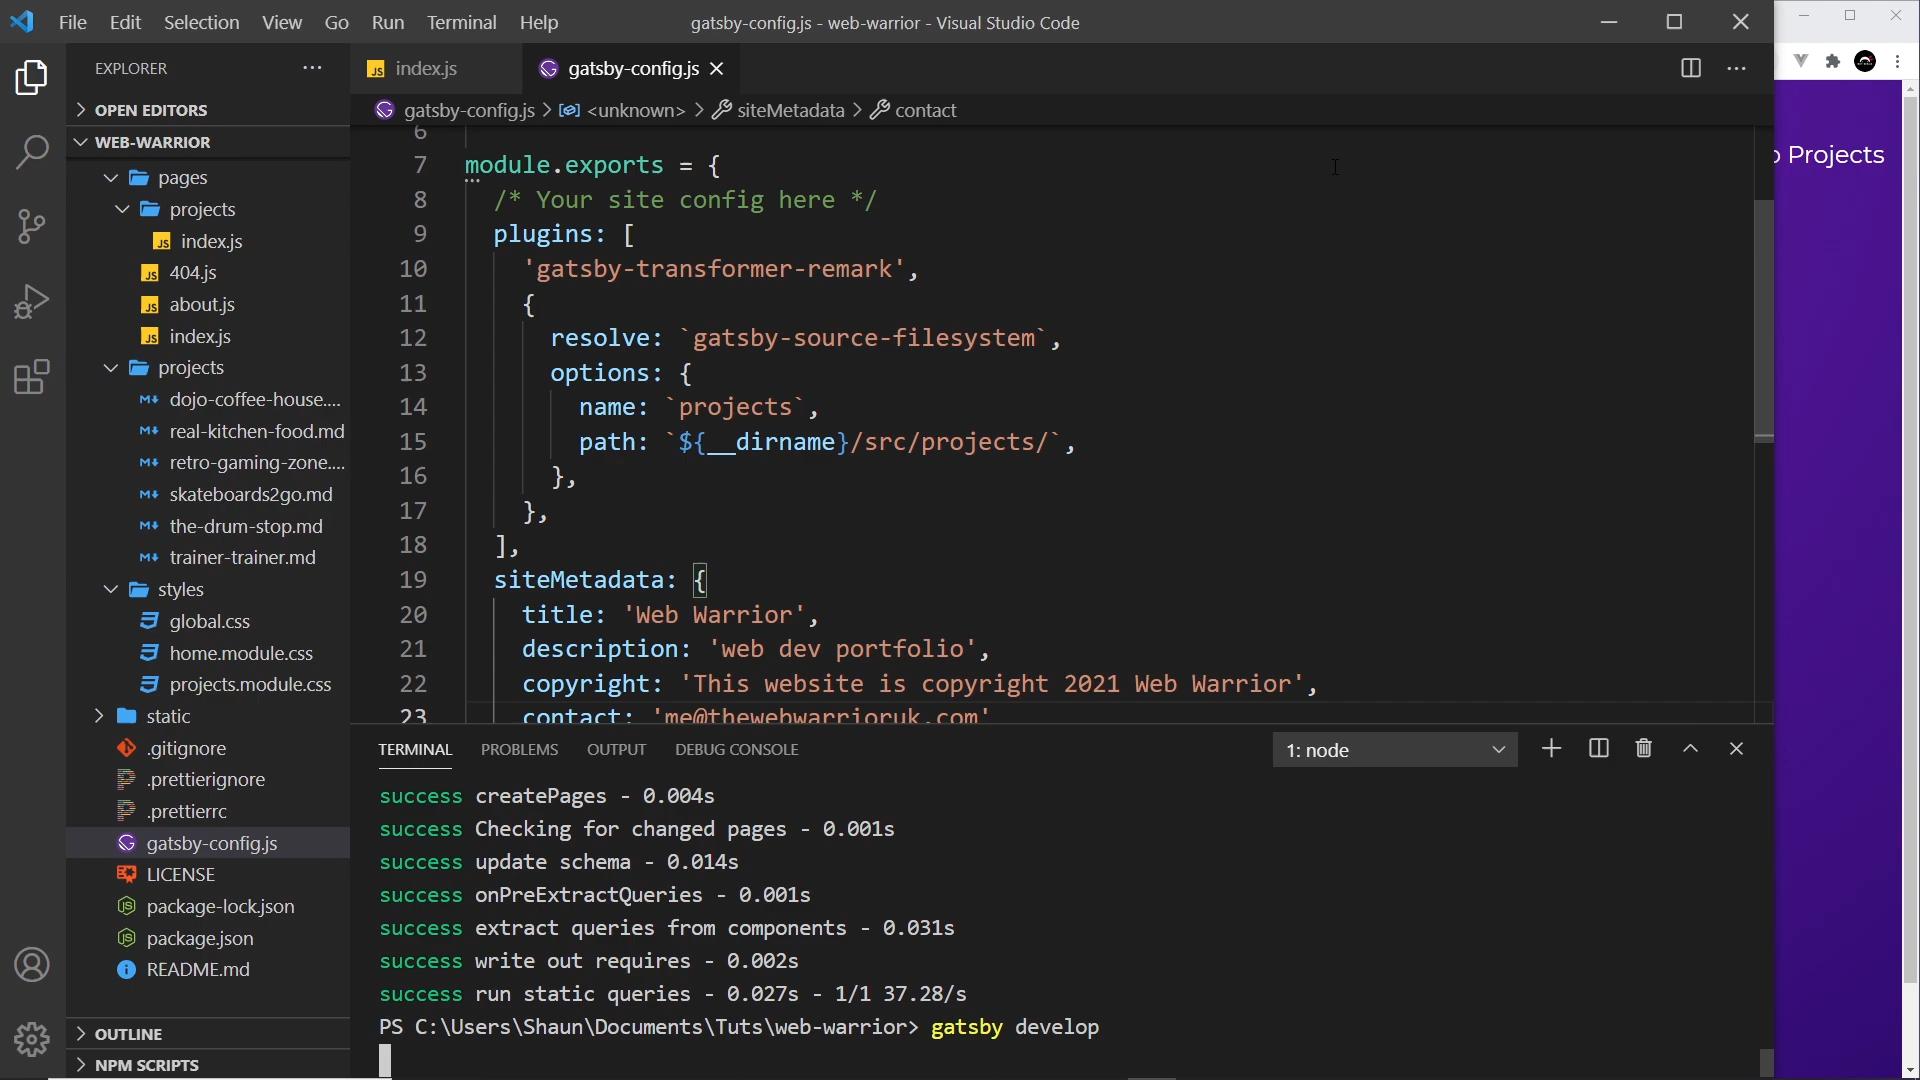 File Edit Selection View Go Run Terminal Help
gatsby-config.js - web-warrior - Visual Studio Code
EXPLORER
OPEN EDITORS
WEB-WARRIOR
pages
projects
index.js
404.js
about.js
index.js
projects
dojo-coffee-house....
real-kitchen-food.md
retro-gaming-zone....
skateboards2go.md
the-drum-stop.md
trainer-trainer.md
styles
global.css
home.module.css
projects.module.css
static
.gitignore
.prettierignore
.prettierrc
gatsby-config.js
LICENSE
package-lock.json
package.json
README.md
OUTLINE
NPM SCRIPTS
index.js
gatsby-config.js
gatsby-config.js > <unknown> > siteMetadata > contact
6
7 module.exports = {
8 /* Your site config here */
9 plugins: [
10 'gatsby-transformer-remark',
11 {
12 resolve: `gatsby-source-filesystem`,
13 options: {
14 name: `projects`,
15 path: `${__dirname}/src/projects/`,
16 },
17 },
18 ],
19 siteMetadata: {
20 title: 'Web Warrior',
21 description: 'web dev portfolio',
22 copyright: 'This website is copyright 2021 Web Warrior',
23 contact: 'me@thewebwarrioruk.com'
TERMINAL PROBLEMS OUTPUT DEBUG CONSOLE
1: node
success createPages - 0.004s
success Checking for changed pages - 0.001s
success update schema - 0.014s
success onPreExtractQueries - 0.001s
success extract queries from components - 0.031s
success write out requires - 0.002s
success run static queries - 0.027s - 1/1 37.28/s
PS C:\Users\Shaun\Documents\Tuts\web-warrior> gatsby develop
Projects